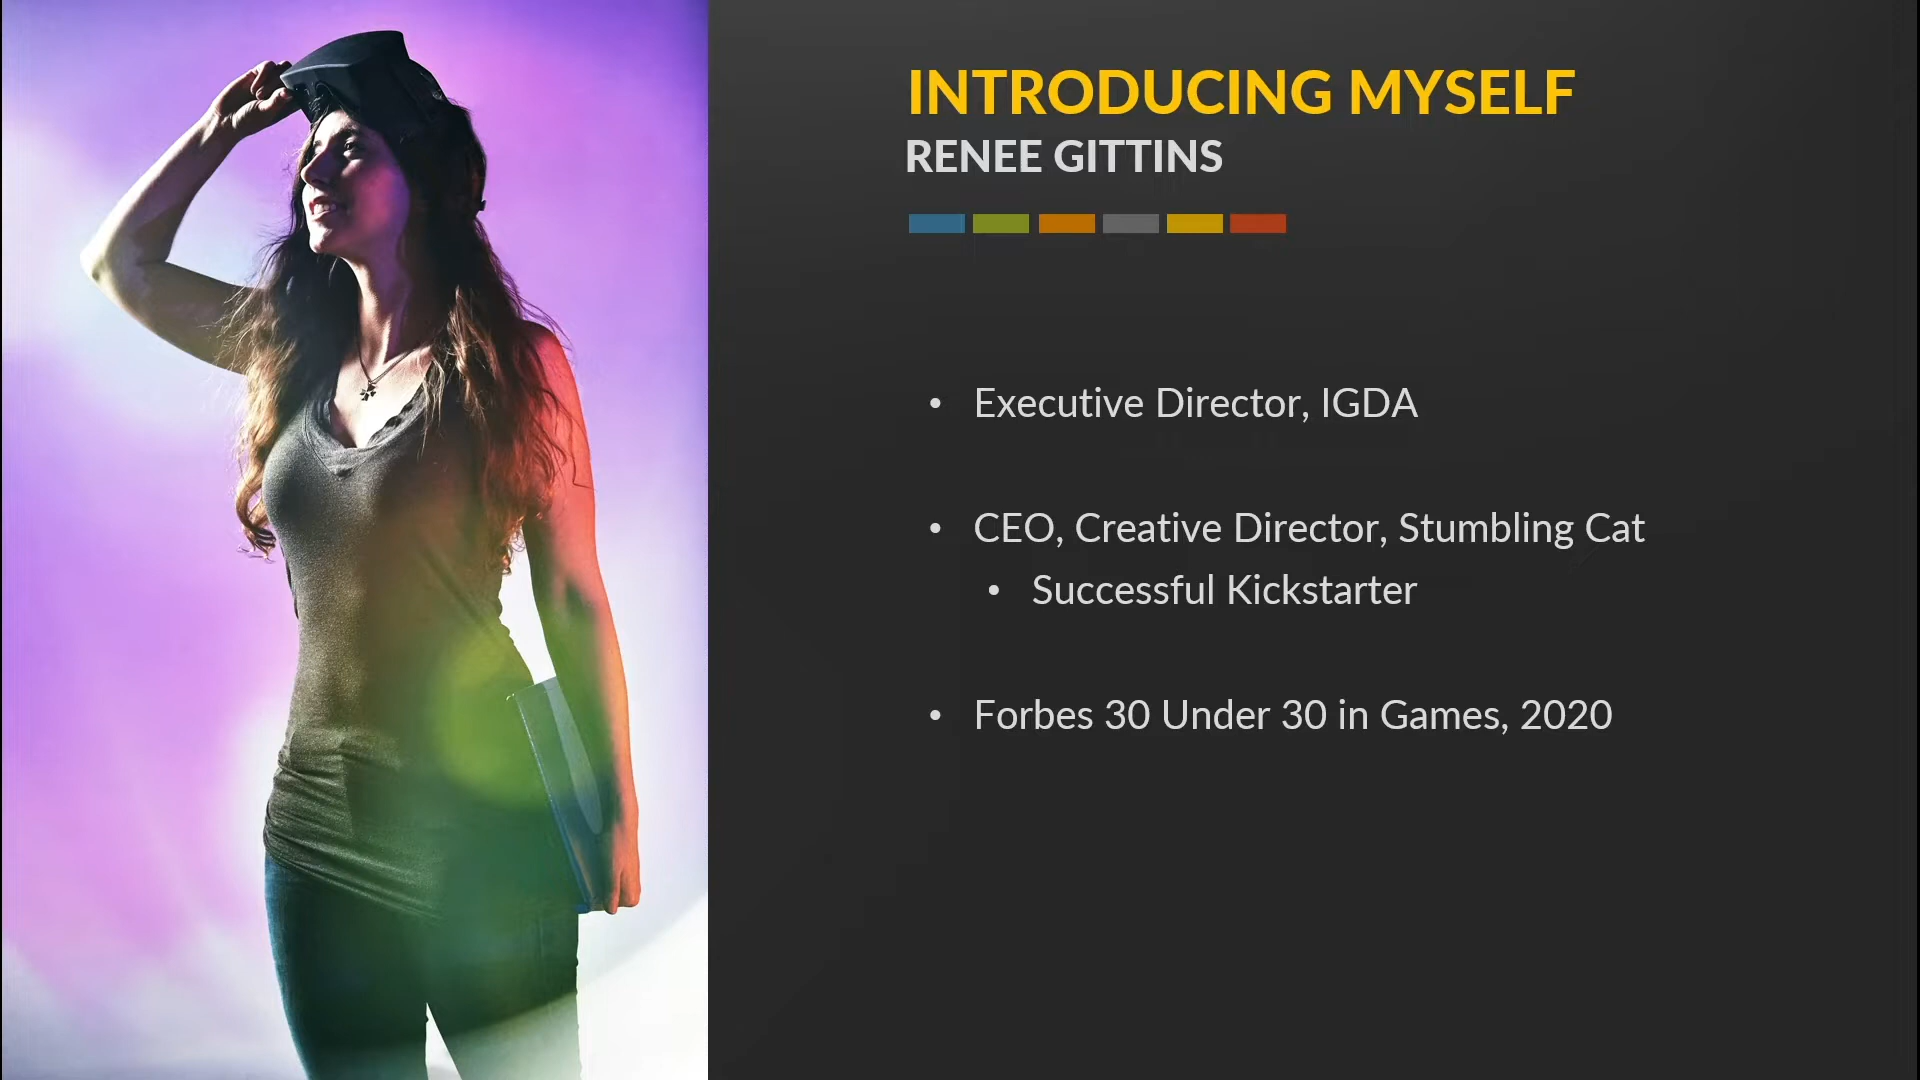 INTRODUCING MYSELF
RENEE GITTINS
• Executive Director, IGDA
• CEO, Creative Director, Stumbling Cat
• Successful Kickstarter
• Forbes 30 Under 30 in Games, 2020